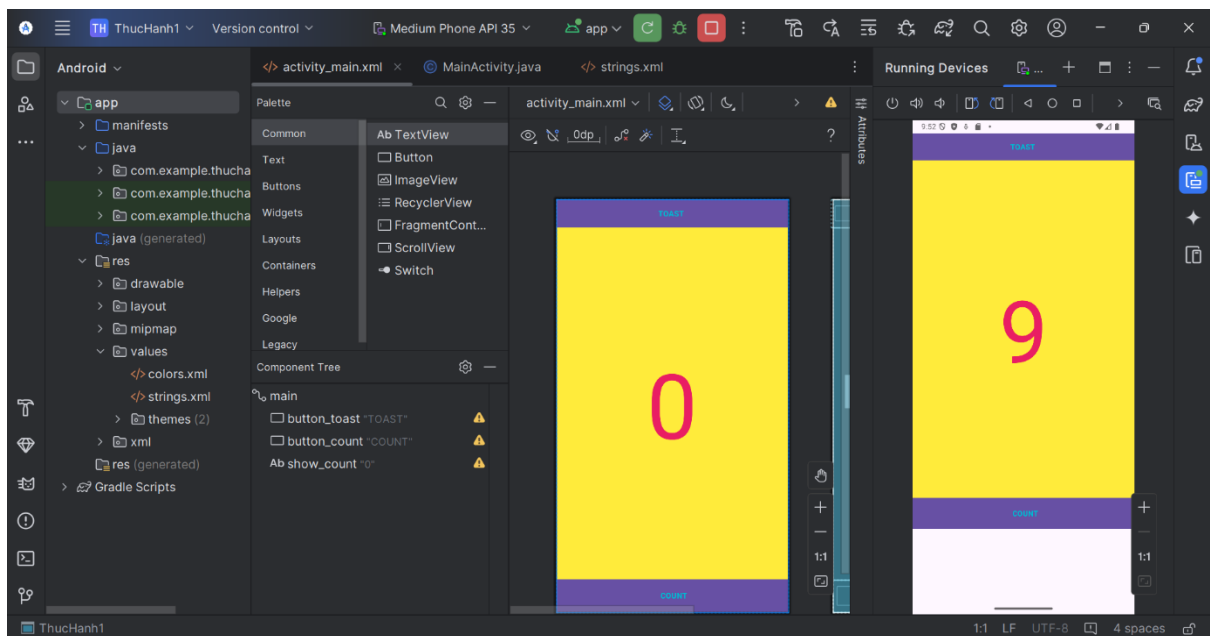 TH ThucHanh1 Version control Medium Phone API 35 app
Android
app
manifests
java
com.example.thucha
com.example.thucha
com.example.thucha
java (generated)
res
drawable
layout
mipmap
values
colors.xml
strings.xml
themes (2)
xml
res (generated)
Gradle Scripts
activity_main.xml MainActivity.java strings.xml
Palette
Common
Text
Buttons
Widgets
Layouts
Containers
Helpers
Google
Legacy
Ab TextView
Button
ImageView
RecyclerView
FragmentCont...
ScrollView
Switch
Component Tree
main
button_toast "TOAST"
button_count "COUNT"
Ab show_count "0"
activity_main.xml
0dp
?
TOAST
0
COUNT
1:1
Attributes
Running Devices ...
9:52
TOAST
9
COUNT
1:1
ThucHanh1 1:1 LF UTF-8 4 spaces